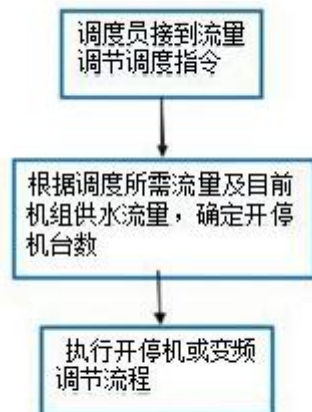 调度员接到流量
调节调度指令
根据调度所需流量及目前
机组供水流量，确定开停
机台数
执行开停机或变频
调节流程